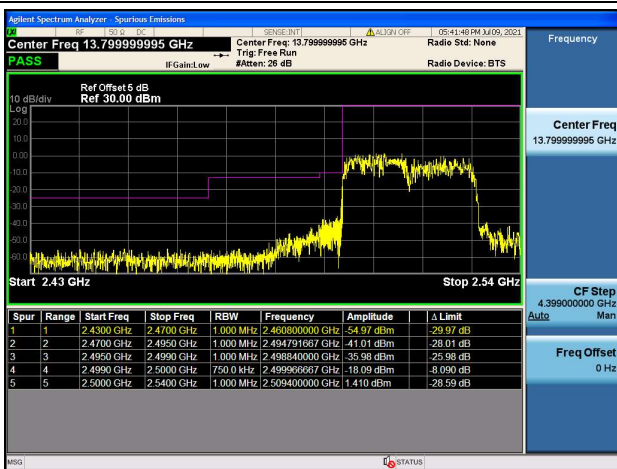 Agilent Spectrum Analyzer - Spurious Emissions
RF 50 Ω DC SENSE:INT ALIGN OFF 05:41:48 PM Jul 09, 2021
Center Freq 13.799999995 GHz
Center Freq: 13.799999995 GHz
Radio Std: None
Trig: Free Run
PASS
IFGain:Low
#Atten: 26 dB
Radio Device: BTS
Ref Offset 5 dB
10 dB/div Ref 30.00 dBm
Log
20.0
10.0
0.00
-10.0
-20.0
-30.0
-40.0
-50.0
-60.0
Start 2.43 GHz
Stop 2.54 GHz
Spur Range Start Freq Stop Freq RBW Frequency Amplitude Δ Limit
1 1 2.4300 GHz 2.4700 GHz 1.000 MHz 2.460800000 GHz -54.97 dBm -29.97 dB
2 2 2.4700 GHz 2.4950 GHz 1.000 MHz 2.494791667 GHz -41.01 dBm -28.01 dB
3 3 2.4950 GHz 2.4990 GHz 1.000 MHz 2.498840000 GHz -35.98 dBm -25.98 dB
4 4 2.4990 GHz 2.5000 GHz 750.0 kHz 2.499966667 GHz -18.09 dBm -8.090 dB
5 5 2.5000 GHz 2.5400 GHz 1.000 MHz 2.509400000 GHz 1.410 dBm -28.59 dB
MSG
STATUS
Frequency
Center Freq
13.799999995 GHz
CF Step
4.399000000 GHz
Auto Man
Freq Offset
0 Hz